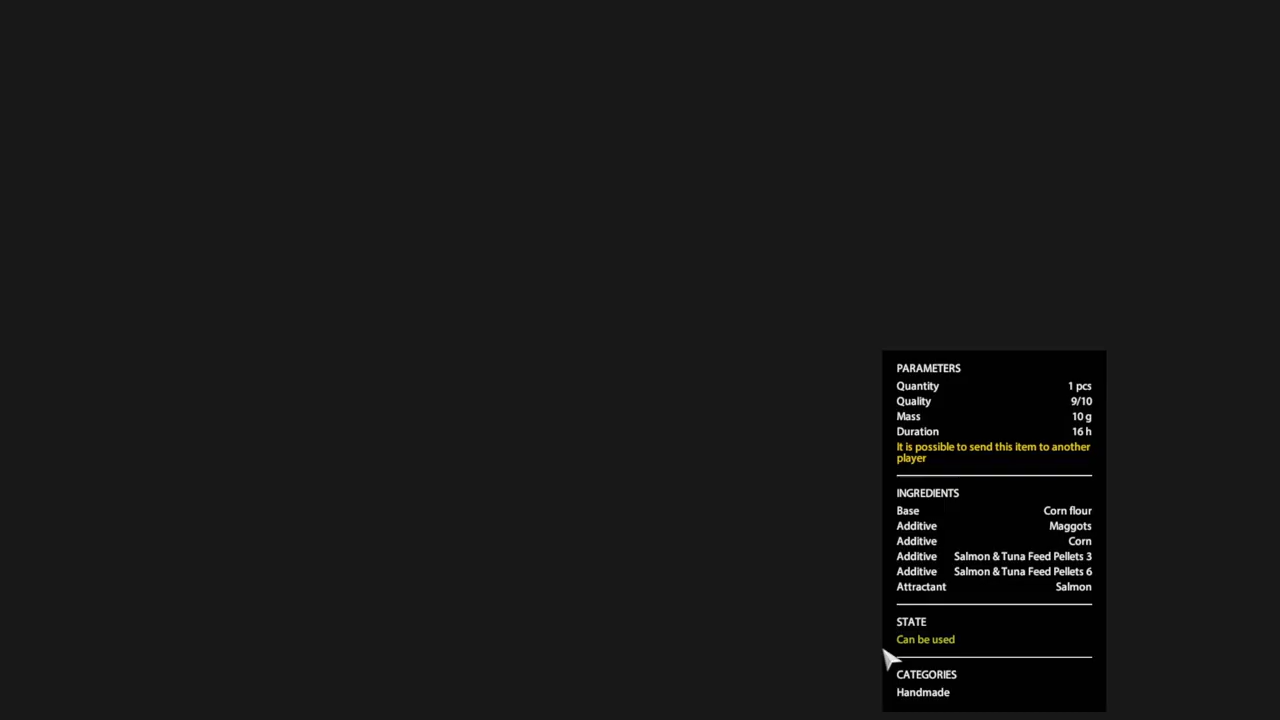 PARAMETERS
Quantity 1 pcs
Quality 9/10
Mass 10 g
Duration 16 h
It is possible to send this item to another
player
INGREDIENTS
Base Corn flour
Additive Maggots
Additive Corn
Additive Salmon & Tuna Feed Pellets 3
Additive Salmon & Tuna Feed Pellets 6
Attractant Salmon
STATE
Can be used
CATEGORIES
Handmade